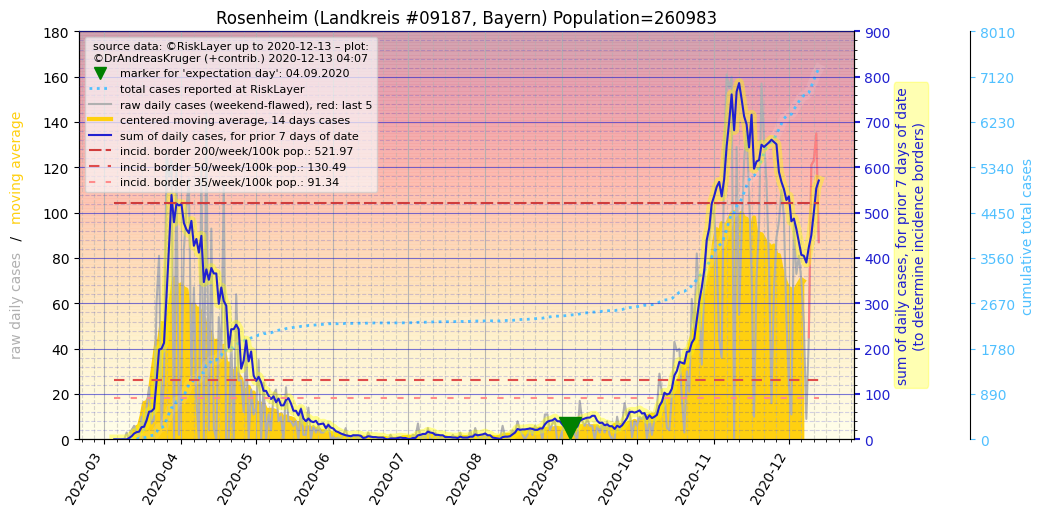 Rosenheim (Landkreis #09187, Bayern) Population=260983
source data: ©RiskLayer up to 2020-12-13 – plot:
©DrAndreasKruger (+contrib.) 2020-12-13 04:07
marker for 'expectation day': 04.09.2020
total cases reported at RiskLayer
raw daily cases (weekend-flawed), red: last 5
centered moving average, 14 days cases
sum of daily cases, for prior 7 days of date
incid. border 200/week/100k pop.: 521.97
incid. border 50/week/100k pop.: 130.49
incid. border 35/week/100k pop.: 91.34
raw daily cases / moving average
180
160
140
120
100
80
60
40
20
0
2020-03
2020-04
2020-05
2020-06
2020-07
2020-08
2020-09
2020-10
2020-11
2020-12
900
800
700
600
500
400
300
200
100
0
sum of daily cases, for prior 7 days of date
(to determine incidence borders)
8010
7120
6230
5340
4450
3560
2670
1780
890
0
cumulative total cases